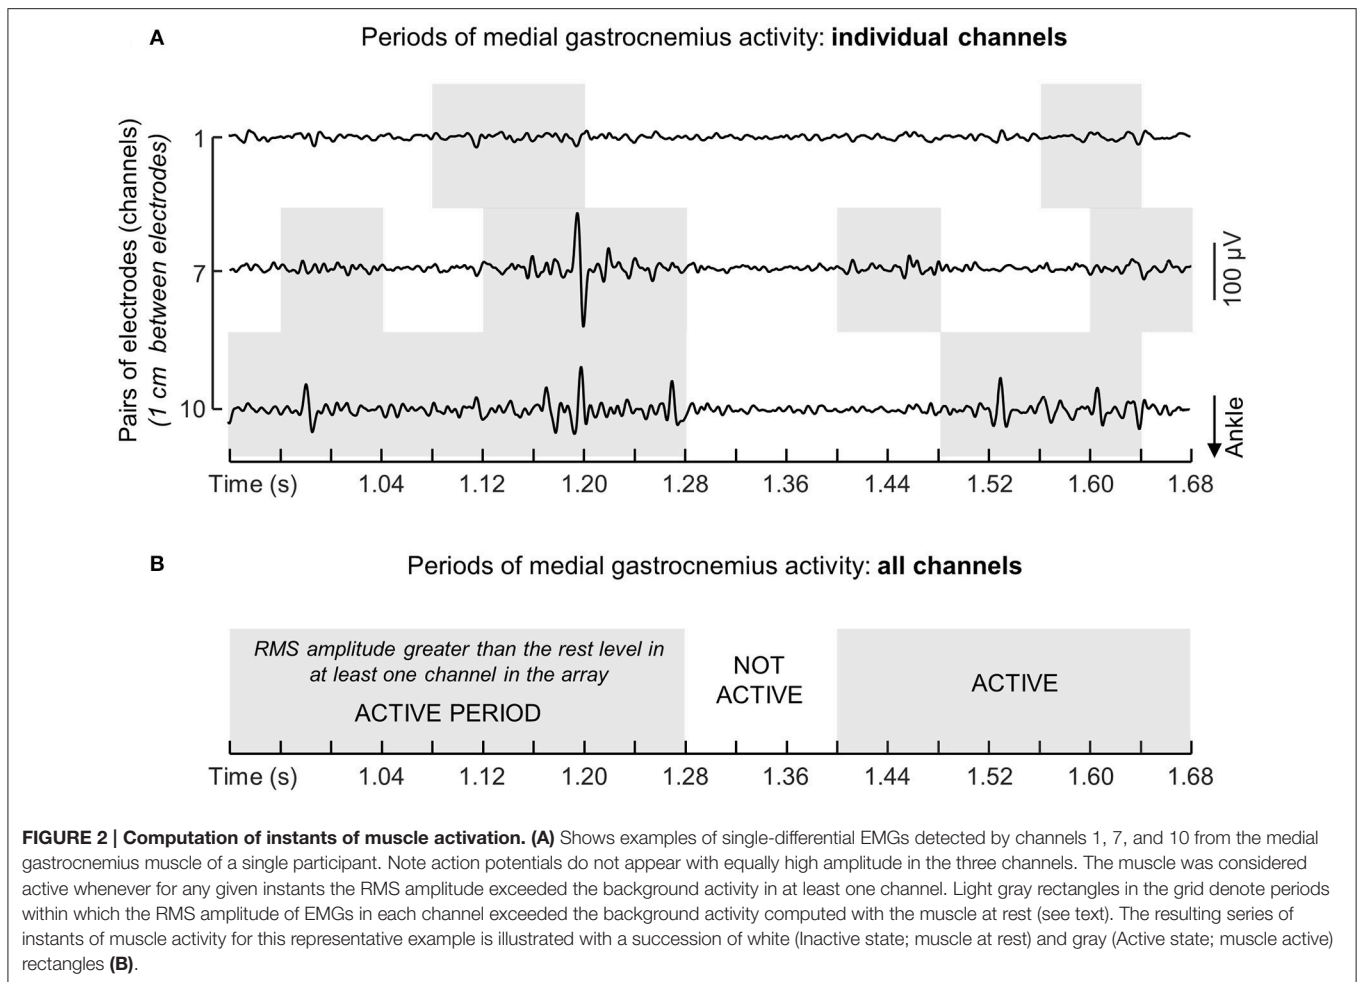 A
Periods of medial gastrocnemius activity: individual channels
Pairs of electrodes (channels)
(1 cm between electrodes)
1
7
10
100 µV
Ankle
Time (s) 1.04 1.12 1.20 1.28 1.36 1.44 1.52 1.60 1.68
B
Periods of medial gastrocnemius activity: all channels
RMS amplitude greater than the rest level in
at least one channel in the array
ACTIVE PERIOD
NOT
ACTIVE
ACTIVE
Time (s) 1.04 1.12 1.20 1.28 1.36 1.44 1.52 1.60 1.68
FIGURE 2 | Computation of instants of muscle activation. (A) Shows examples of single-differential EMGs detected by channels 1, 7, and 10 from the medial
gastrocnemius muscle of a single participant. Note action potentials do not appear with equally high amplitude in the three channels. The muscle was considered
active whenever for any given instants the RMS amplitude exceeded the background activity in at least one channel. Light gray rectangles in the grid denote periods
within which the RMS amplitude of EMGs in each channel exceeded the background activity computed with the muscle at rest (see text). The resulting series of
instants of muscle activity for this representative example is illustrated with a succession of white (Inactive state; muscle at rest) and gray (Active state; muscle active)
rectangles (B).